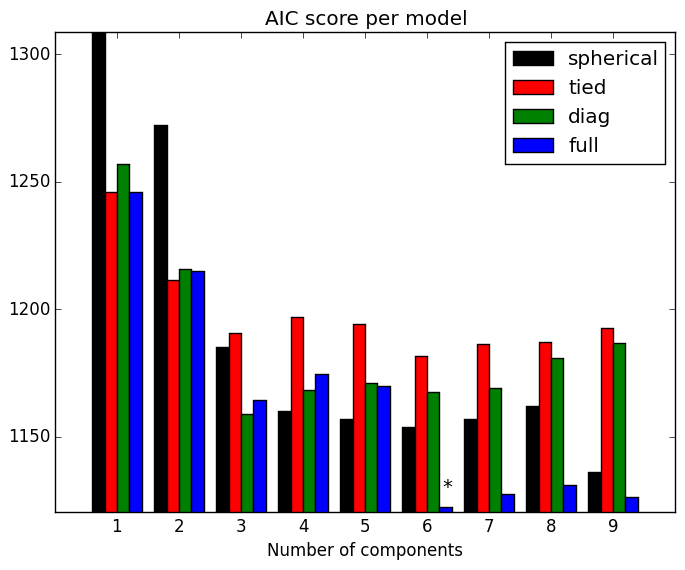 AIC score per model
1300
1250
1200
1150
spherical
tied
diag
full
*
1 2 3 4 5 6 7 8 9
Number of components